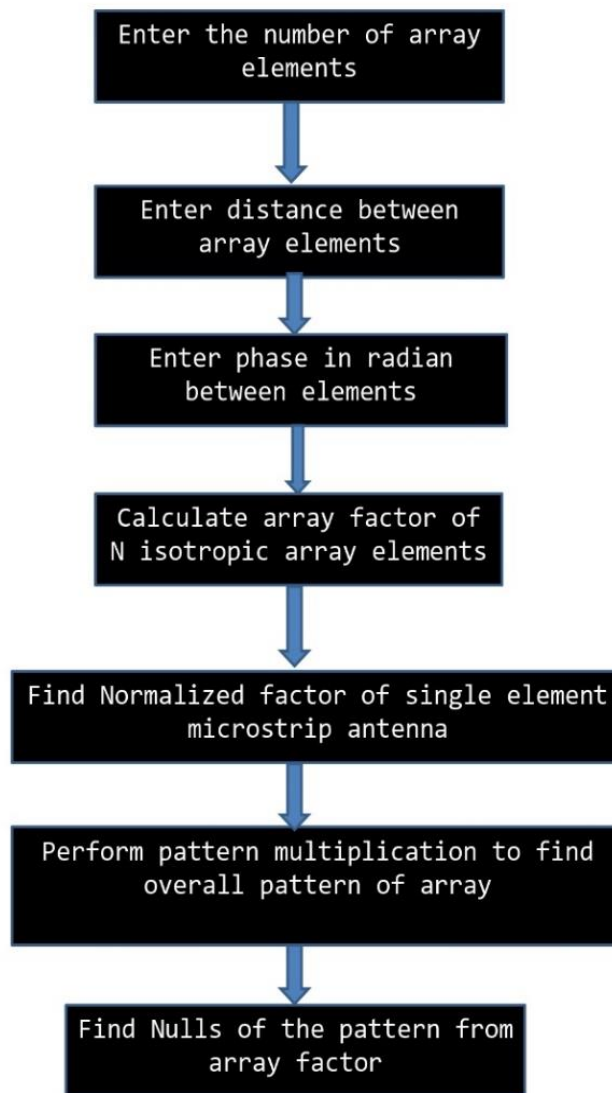 Enter the number of array
elements
Enter distance between
array elements
Enter phase in radian
between elements
Calculate array factor of
N isotropic array elements
Find Normalized factor of single element
microstrip antenna
Perform pattern multiplication to find
overall pattern of array
Find Nulls of the pattern from
array factor